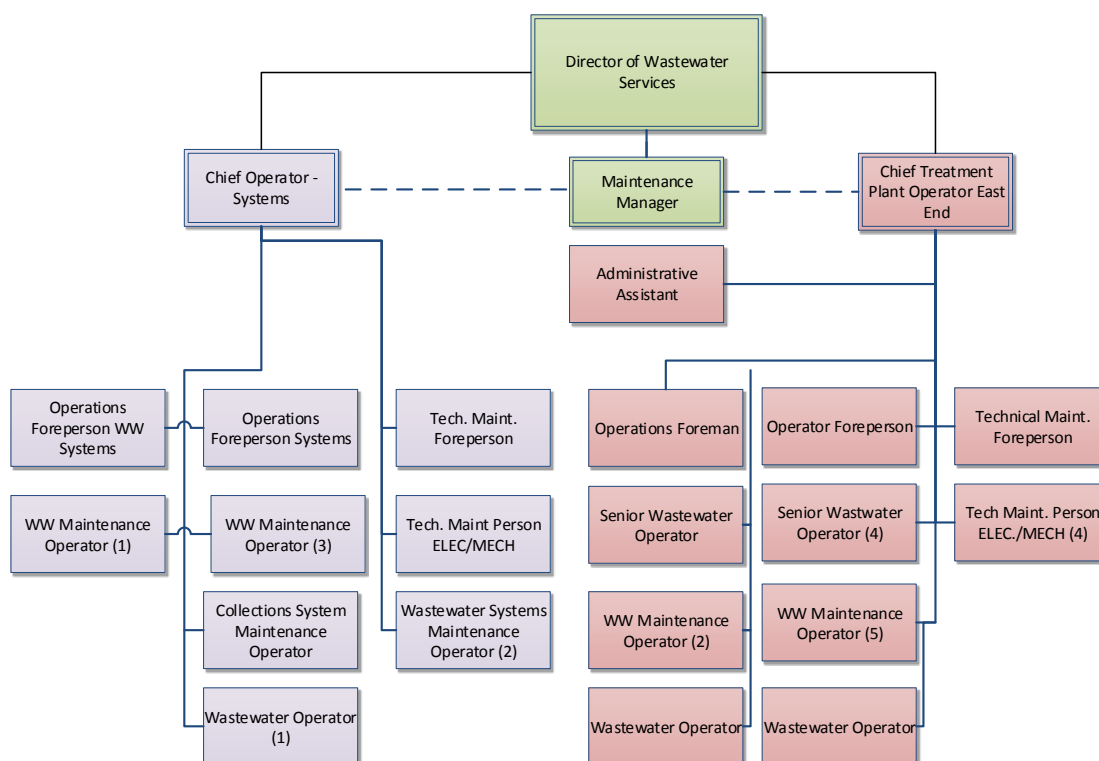 Director of Wastewater
Services
Chief Operator -
Systems
Maintenance
Manager
Chief Treatment
Plant Operator East
End
Administrative
Assistant
Operations
Foreperson WW
Systems
Operations
Foreperson Systems
Tech. Maint.
Foreperson
Operations Foreman
Operator Foreperson
Technical Maint.
Foreperson
WW Maintenance
Operator (1)
WW Maintenance
Operator (3)
Tech. Maint Person
ELEC/MECH
Senior Wastewater
Operator
Senior Wastwater
Operator (4)
Tech Maint. Person
ELEC./MECH (4)
Collections System
Maintenance
Operator
Wastewater Systems
Maintenance
Operator (2)
WW Maintenance
Operator (2)
WW Maintenance
Operator (5)
Wastewater Operator
(1)
Wastewater Operator
Wastewater Operator